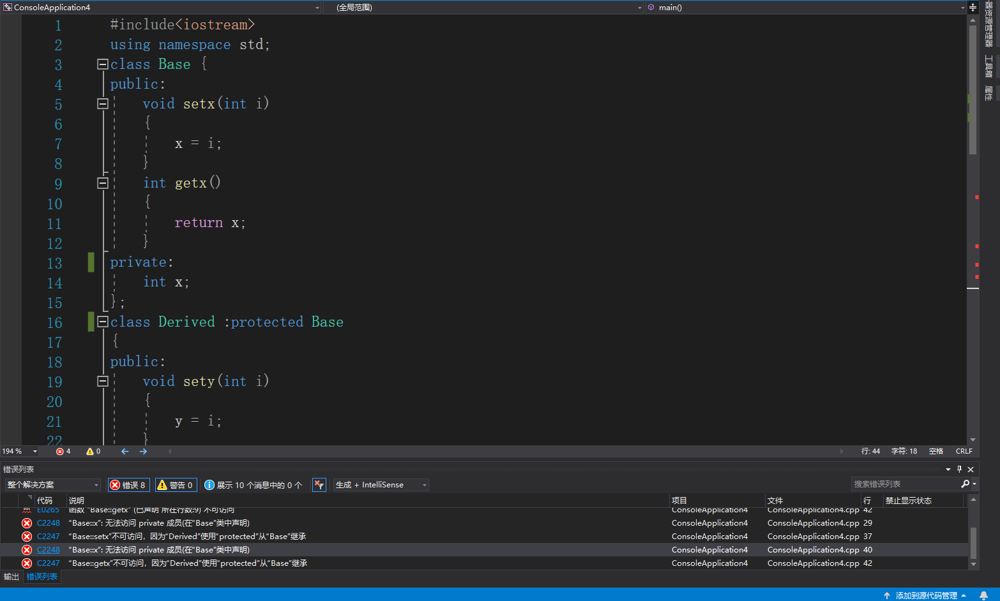 ConsoleApplication4 (全局范围) main()
1 #include<iostream>
2 using namespace std;
3 class Base {
4 public:
5 void setx(int i)
6 {
7 x = i;
8 }
9 int getx()
10 {
11 return x;
12 }
13 private:
14 int x;
15 };
16 class Derived :protected Base
17 {
18 public:
19 void sety(int i)
20 {
21 y = i;
22 }
194 % 4 0 行: 44 字符: 18 空格 CRLF
错误列表
整个解决方案 错误 8 警告 0 展示 10 个消息中的 0 个 生成 + IntelliSense 搜索错误列表
代码 说明 项目 文件 行 禁止显示状态
E0265 函数 "Base::getx" (已声明 所在行数:9) 不可访问 ConsoleApplication4 ConsoleApplication4.cpp 42
C2248 “Base::x”: 无法访问 private 成员(在“Base”类中声明) ConsoleApplication4 ConsoleApplication4.cpp 29
C2247 “Base::setx”不可访问，因为“Derived”使用“protected”从“Base”继承 ConsoleApplication4 ConsoleApplication4.cpp 37
C2248 “Base::x”: 无法访问 private 成员(在“Base”类中声明) ConsoleApplication4 ConsoleApplication4.cpp 40
C2247 “Base::getx”不可访问，因为“Derived”使用“protected”从“Base”继承 ConsoleApplication4 ConsoleApplication4.cpp 42
输出 错误列表
添加到源代码管理
器资源管理器
工具箱
属性